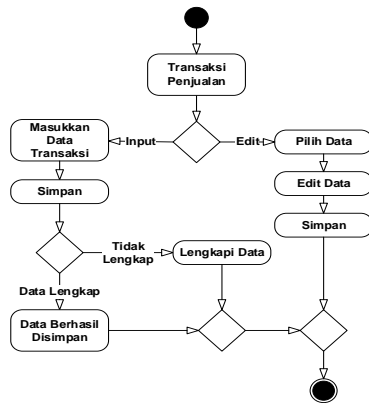 Transaksi
Penjualan
Masukkan
Data
Transaksi
Input
Edit
Pilih Data
Simpan
Edit Data
Simpan
Tidak
Lengkap
Lengkapi Data
Data Lengkap
Data Berhasil
Disimpan